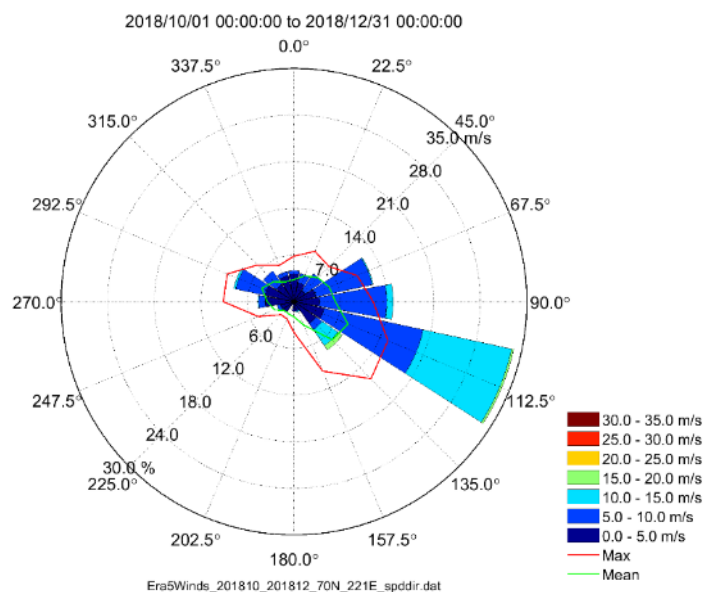 2018/10/01 00:00:00 to 2018/12/31 00:00:00
0.0°
337.5°
22.5°
315.0°
45.0°
35.0 m/s
28.0
292.5°
21.0
67.5°
14.0
7.0
270.0°
90.0°
6.0
12.0
247.5°
18.0
112.5°
24.0
30.0 %
225.0°
135.0°
202.5°
157.5°
180.0°
30.0 - 35.0 m/s
25.0 - 30.0 m/s
20.0 - 25.0 m/s
15.0 - 20.0 m/s
10.0 - 15.0 m/s
5.0 - 10.0 m/s
0.0 - 5.0 m/s
Max
Mean
Era5Winds_201810_201812_70N_221E_spddir.dat